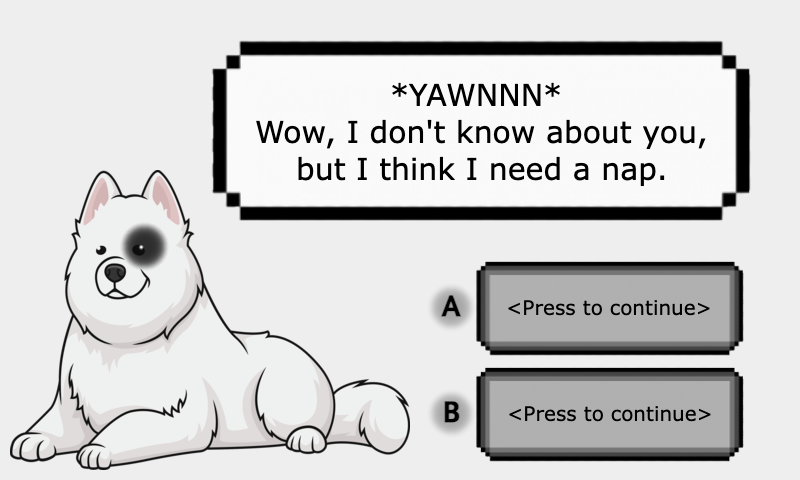 *YAWNNN*
Wow, I don't know about you,
but I think I need a nap.
A
<Press to continue>
B
<Press to continue>